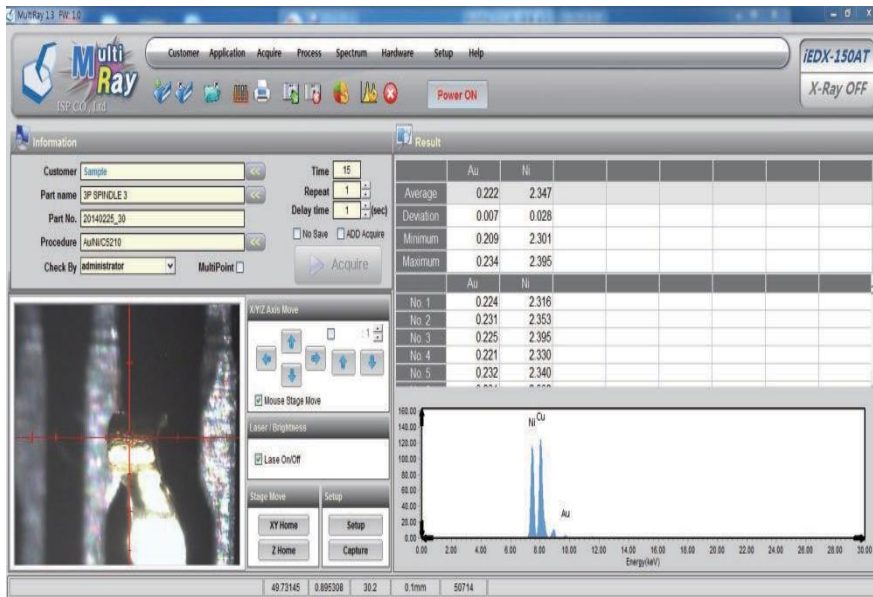 MultRay 1.3 FW: 1.0
Multi Ray
ISP CO., Ltd
Customer Application Acquire Process Spectrum Hardware Setup Help
Power ON
iEDX-150AT
X-Ray OFF
Information
Customer Sample <<
Part name 3P SPINDLE 3 <<
Part No. 20140225_30
Procedure Au/Ni/C5210 <<
Check By administrator MultiPoint
Time 15
Repeat 1
Delay time 1 (sec)
No Save ADD Acquire
Acquire
Result
Au Ni
Average 0.222 2.347
Deviation 0.007 0.028
Minimum 0.209 2.301
Maximum 0.234 2.395
Au Ni
No. 1 0.224 2.316
No. 2 0.231 2.353
No. 3 0.225 2.395
No. 4 0.221 2.330
No. 5 0.232 2.340
X/Y/Z Axis Move
:1
Mouse Stage Move
Laser / Brightness
Lase On/Off
Stage Move
XY Home
Z Home
Setup
Setup
Capture
160.00
140.00
120.00
100.00
80.00
60.00
40.00
20.00
0.00
Ni Cu
Au
0.00 2.00 4.00 6.00 8.00 10.00 12.00 14.00 16.00 18.00 20.00 22.00 24.00 26.00 28.00 30.00
Energy(keV)
49.73145 0.895308 30.2 0.1mm 50714